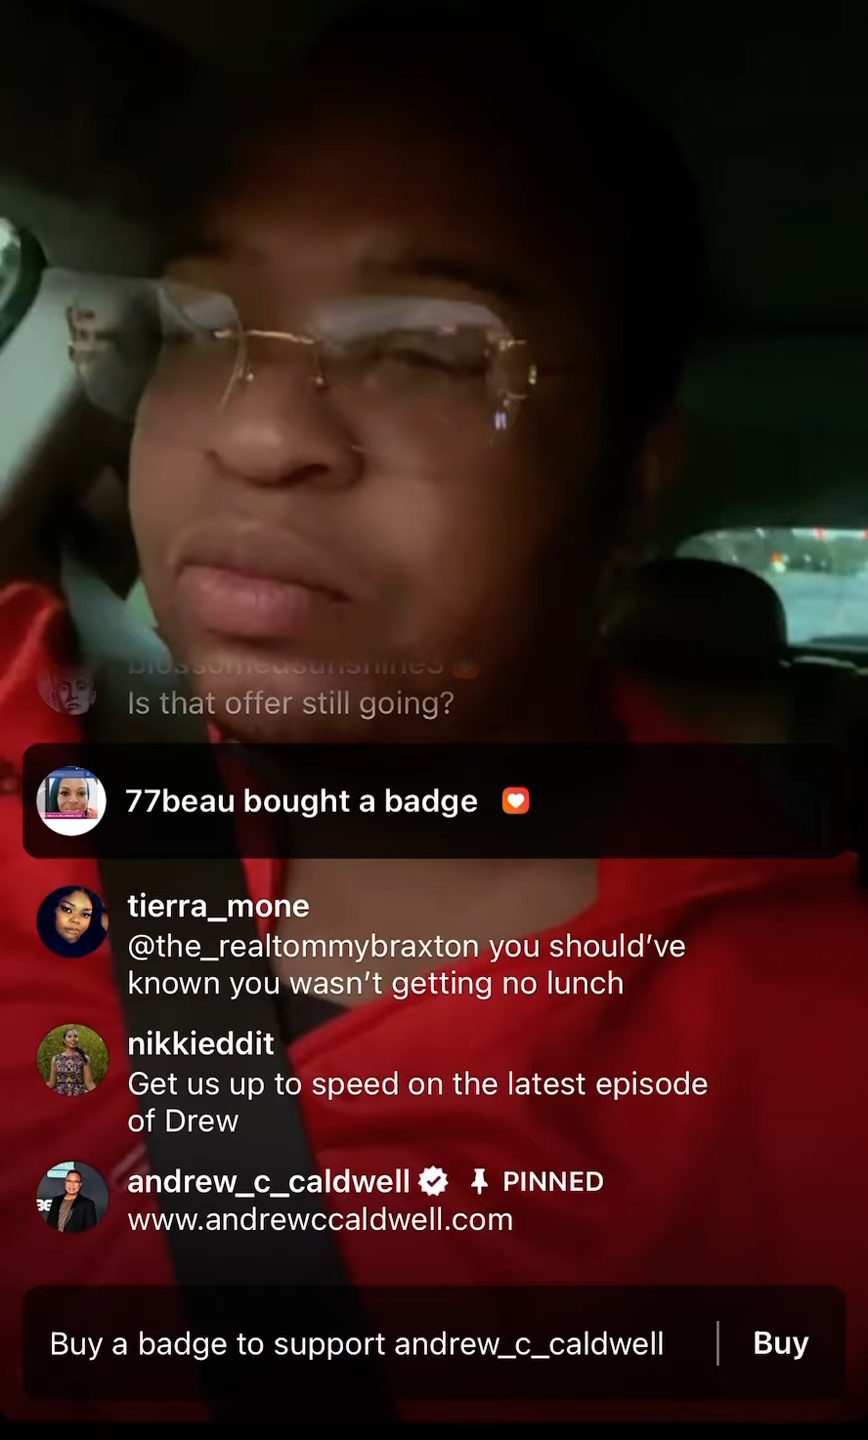 Is that offer still going?
77beau bought a badge
tierra_mone
@the_realtommybraxton you should’ve
known you wasn’t getting no lunch
nikkieddit
Get us up to speed on the latest episode
of Drew
andrew_c_caldwell PINNED
www.andrewccaldwell.com
Buy a badge to support andrew_c_caldwell | Buy